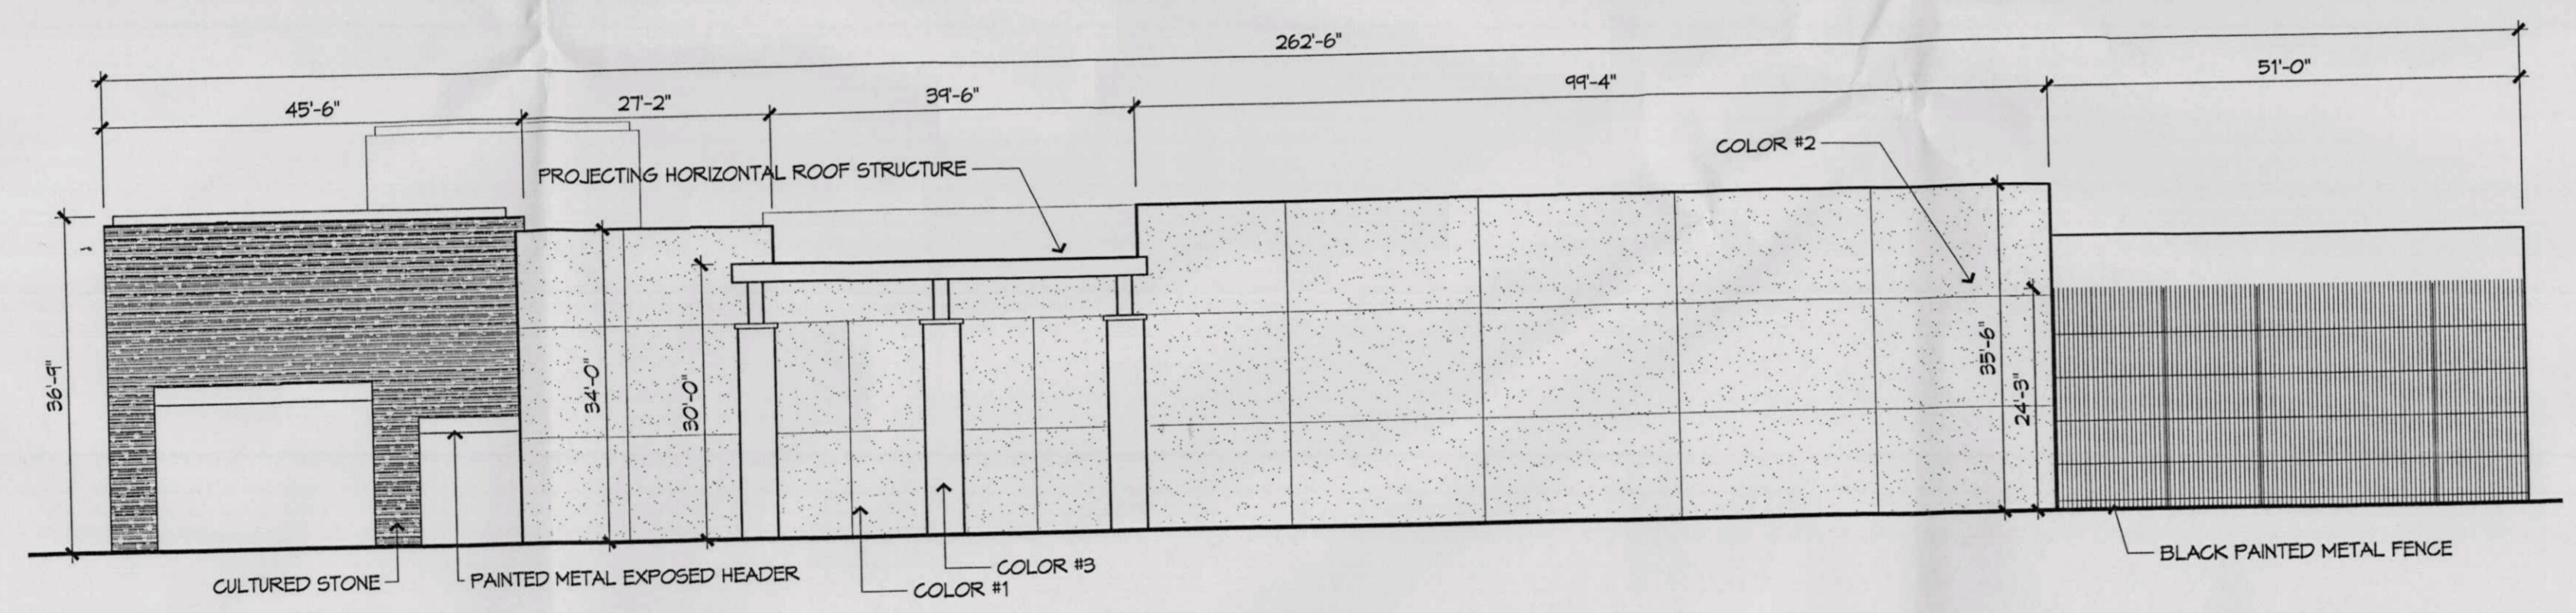 262'-6"
45'-6"
27'-2"
39'-6"
99'-4"
51'-0"
PROJECTING HORIZONTAL ROOF STRUCTURE
COLOR #2
36'-9"
34'-0"
30'-0"
35'-6"
24'-3"
CULTURED STONE
PAINTED METAL EXPOSED HEADER
COLOR #3
COLOR #1
BLACK PAINTED METAL FENCE